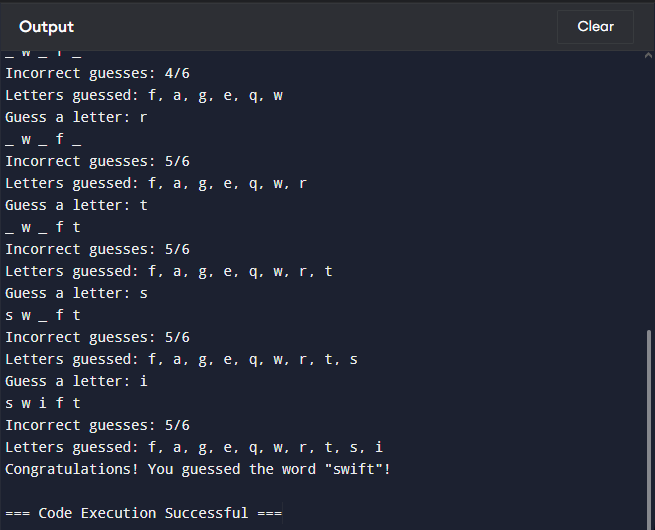 Output
Clear
_ w _ f _
Incorrect guesses: 4/6
Letters guessed: f, a, g, e, q, w
Guess a letter: r
_ w _ f _
Incorrect guesses: 5/6
Letters guessed: f, a, g, e, q, w, r
Guess a letter: t
_ w _ f t
Incorrect guesses: 5/6
Letters guessed: f, a, g, e, q, w, r, t
Guess a letter: s
s w _ f t
Incorrect guesses: 5/6
Letters guessed: f, a, g, e, q, w, r, t, s
Guess a letter: i
s w i f t
Incorrect guesses: 5/6
Letters guessed: f, a, g, e, q, w, r, t, s, i
Congratulations! You guessed the word "swift"!
=== Code Execution Successful ===